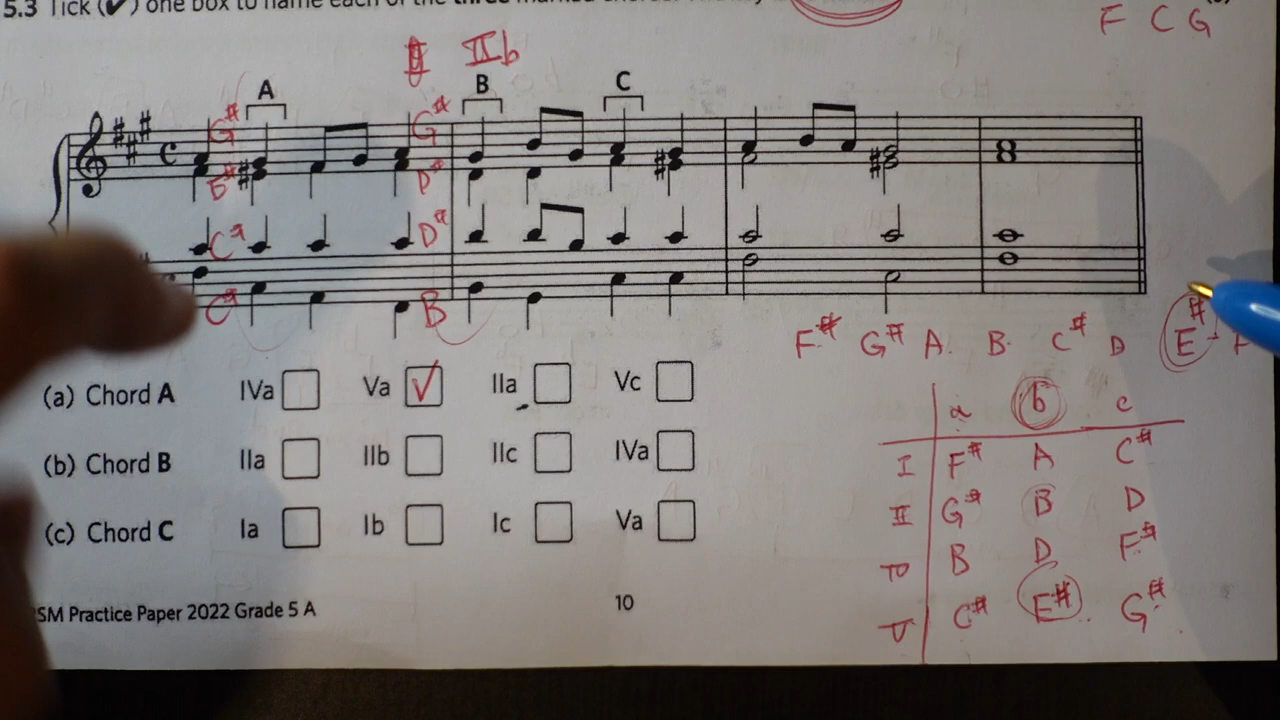 5.3 Tick (✔) one box to name each of the three marked chords.
F C G
IIb
A B C
G# G#
E# D#
C# D#
C# B
F# G# A. B. C# D E#
(a) Chord A IVa Va ✓ IIa Vc
(b) Chord B IIa IIb IIc IVa
(c) Chord C Ia Ib Ic Va
a b c
I F# A C#
II G# B D
B D F#
V C# E# G#
SM Practice Paper 2022 Grade 5 A
10